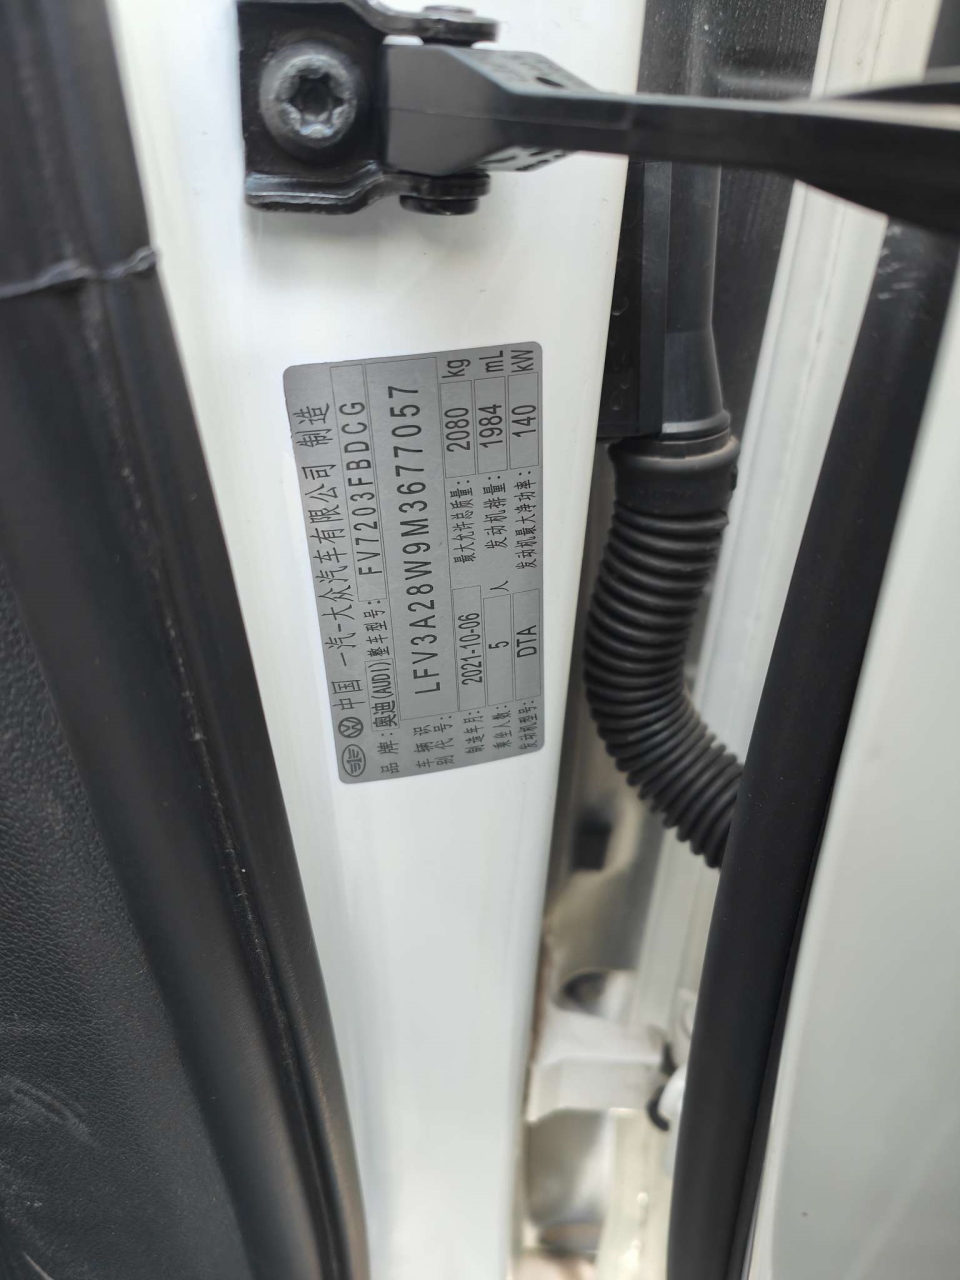 中国 一汽-大众汽车有限公司 制造
品牌: 奥迪(AUDI) 整车型号: FV7203FBDCG
车辆识别代号: LFV3A28W9M3677057
制造年月: 2021-10-06 最大允许总质量: 2080 kg
乘坐人数: 5 人 发动机排量: 1984 mL
发动机型号: DTA 发动机最大净功率: 140 kW